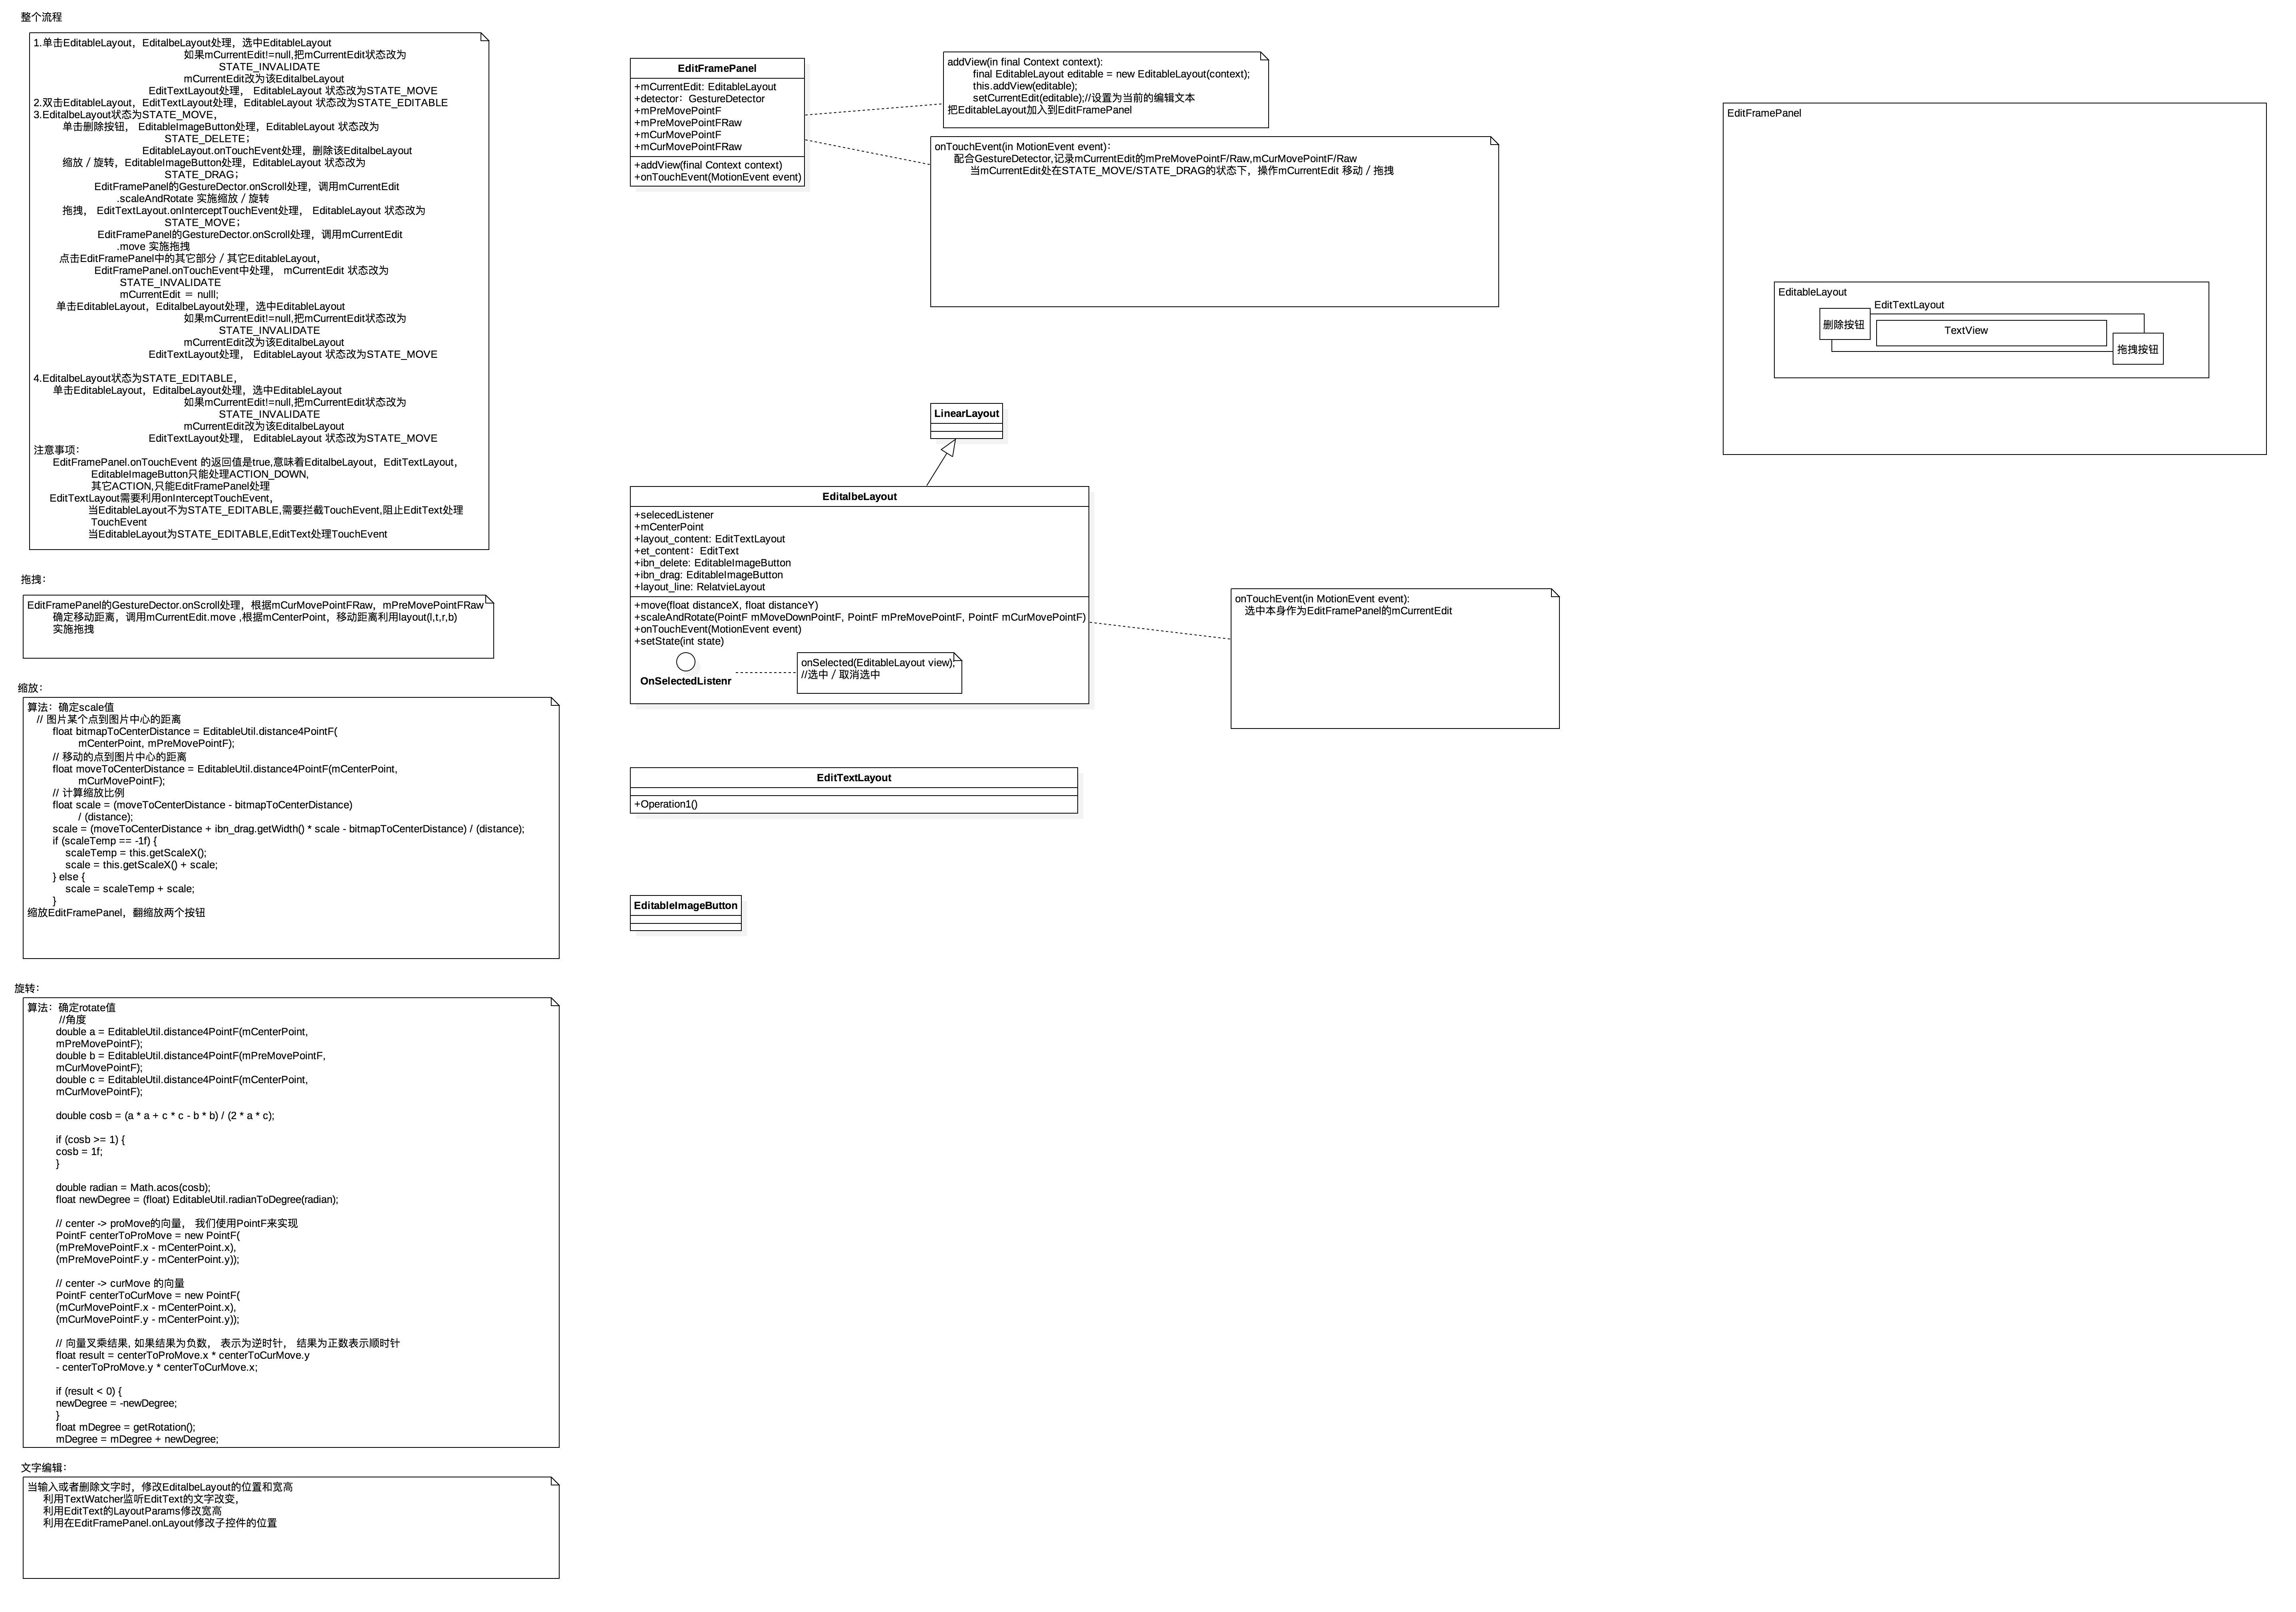 整个流程
1.单击EditableLayout，EditalbeLayout处理，选中EditableLayout
如果mCurrentEdit!=null,把mCurrentEdit状态改为
STATE_INVALIDATE
mCurrentEdit改为该EditalbeLayout
EditTextLayout处理， EditableLayout 状态改为STATE_MOVE
2.双击EditableLayout，EditTextLayout处理，EditableLayout 状态改为STATE_EDITABLE
3.EditalbeLayout状态为STATE_MOVE，
单击删除按钮， EditableImageButton处理，EditableLayout 状态改为
STATE_DELETE；
EditableLayout.onTouchEvent处理，删除该EditalbeLayout
缩放／旋转，EditableImageButton处理，EditableLayout 状态改为
STATE_DRAG；
EditFramePanel的GestureDector.onScroll处理，调用mCurrentEdit
.scaleAndRotate 实施缩放／旋转
拖拽， EditTextLayout.onInterceptTouchEvent处理， EditableLayout 状态改为
STATE_MOVE；
EditFramePanel的GestureDector.onScroll处理，调用mCurrentEdit
.move 实施拖拽
点击EditFramePanel中的其它部分／其它EditableLayout，
EditFramePanel.onTouchEvent中处理， mCurrentEdit 状态改为
STATE_INVALIDATE
mCurrentEdit ＝ nulll;
单击EditableLayout，EditalbeLayout处理，选中EditableLayout
如果mCurrentEdit!=null,把mCurrentEdit状态改为
STATE_INVALIDATE
mCurrentEdit改为该EditalbeLayout
EditTextLayout处理， EditableLayout 状态改为STATE_MOVE
4.EditalbeLayout状态为STATE_EDITABLE，
单击EditableLayout，EditalbeLayout处理，选中EditableLayout
如果mCurrentEdit!=null,把mCurrentEdit状态改为
STATE_INVALIDATE
mCurrentEdit改为该EditalbeLayout
EditTextLayout处理， EditableLayout 状态改为STATE_MOVE
注意事项：
EditFramePanel.onTouchEvent 的返回值是true,意味着EditalbeLayout，EditTextLayout，
EditableImageButton只能处理ACTION_DOWN,
其它ACTION,只能EditFramePanel处理
EditTextLayout需要利用onInterceptTouchEvent，
当EditableLayout不为STATE_EDITABLE,需要拦截TouchEvent,阻止EditText处理
TouchEvent
当EditableLayout为STATE_EDITABLE,EditText处理TouchEvent
拖拽：
EditFramePanel的GestureDector.onScroll处理，根据mCurMovePointFRaw，mPreMovePointFRaw
确定移动距离，调用mCurrentEdit.move ,根据mCenterPoint，移动距离利用layout(l,t,r,b)
实施拖拽
缩放：
算法：确定scale值
// 图片某个点到图片中心的距离
float bitmapToCenterDistance = EditableUtil.distance4PointF(
mCenterPoint, mPreMovePointF);
// 移动的点到图片中心的距离
float moveToCenterDistance = EditableUtil.distance4PointF(mCenterPoint,
mCurMovePointF);
// 计算缩放比例
float scale = (moveToCenterDistance - bitmapToCenterDistance)
/ (distance);
scale = (moveToCenterDistance + ibn_drag.getWidth() * scale - bitmapToCenterDistance) / (distance);
if (scaleTemp == -1f) {
scaleTemp = this.getScaleX();
scale = this.getScaleX() + scale;
} else {
scale = scaleTemp + scale;
}
缩放EditFramePanel，翻缩放两个按钮
旋转：
算法：确定rotate值
//角度
double a = EditableUtil.distance4PointF(mCenterPoint,
mPreMovePointF);
double b = EditableUtil.distance4PointF(mPreMovePointF,
mCurMovePointF);
double c = EditableUtil.distance4PointF(mCenterPoint,
mCurMovePointF);
double cosb = (a * a + c * c - b * b) / (2 * a * c);
if (cosb >= 1) {
cosb = 1f;
}
double radian = Math.acos(cosb);
float newDegree = (float) EditableUtil.radianToDegree(radian);
// center -> proMove的向量， 我们使用PointF来实现
PointF centerToProMove = new PointF(
(mPreMovePointF.x - mCenterPoint.x),
(mPreMovePointF.y - mCenterPoint.y));
// center -> curMove 的向量
PointF centerToCurMove = new PointF(
(mCurMovePointF.x - mCenterPoint.x),
(mCurMovePointF.y - mCenterPoint.y));
// 向量叉乘结果, 如果结果为负数， 表示为逆时针， 结果为正数表示顺时针
float result = centerToProMove.x * centerToCurMove.y
- centerToProMove.y * centerToCurMove.x;
if (result < 0) {
newDegree = -newDegree;
}
float mDegree = getRotation();
mDegree = mDegree + newDegree;
文字编辑：
当输入或者删除文字时，修改EditalbeLayout的位置和宽高
利用TextWatcher监听EditText的文字改变，
利用EditText的LayoutParams修改宽高
利用在EditFramePanel.onLayout修改子控件的位置
EditFramePanel
+mCurrentEdit: EditableLayout
+detector：GestureDetector
+mPreMovePointF
+mPreMovePointFRaw
+mCurMovePointF
+mCurMovePointFRaw
+addView(final Context context)
+onTouchEvent(MotionEvent event)
addView(in final Context context):
final EditableLayout editable = new EditableLayout(context);
this.addView(editable);
setCurrentEdit(editable);//设置为当前的编辑文本
把EditableLayout加入到EditFramePanel
onTouchEvent(in MotionEvent event)：
配合GestureDetector,记录mCurrentEdit的mPreMovePointF/Raw,mCurMovePointF/Raw
当mCurrentEdit处在STATE_MOVE/STATE_DRAG的状态下，操作mCurrentEdit 移动／拖拽
LinearLayout
EditalbeLayout
+selecedListener
+mCenterPoint
+layout_content: EditTextLayout
+et_content：EditText
+ibn_delete: EditableImageButton
+ibn_drag: EditableImageButton
+layout_line: RelatvieLayout
+move(float distanceX, float distanceY)
+scaleAndRotate(PointF mMoveDownPointF, PointF mPreMovePointF, PointF mCurMovePointF)
+onTouchEvent(MotionEvent event)
+setState(int state)
OnSelectedListenr
onSelected(EditableLayout view);
//选中／取消选中
onTouchEvent(in MotionEvent event):
选中本身作为EditFramePanel的mCurrentEdit
EditTextLayout
+Operation1()
EditableImageButton
EditFramePanel
EditableLayout
EditTextLayout
删除按钮
TextView
拖拽按钮